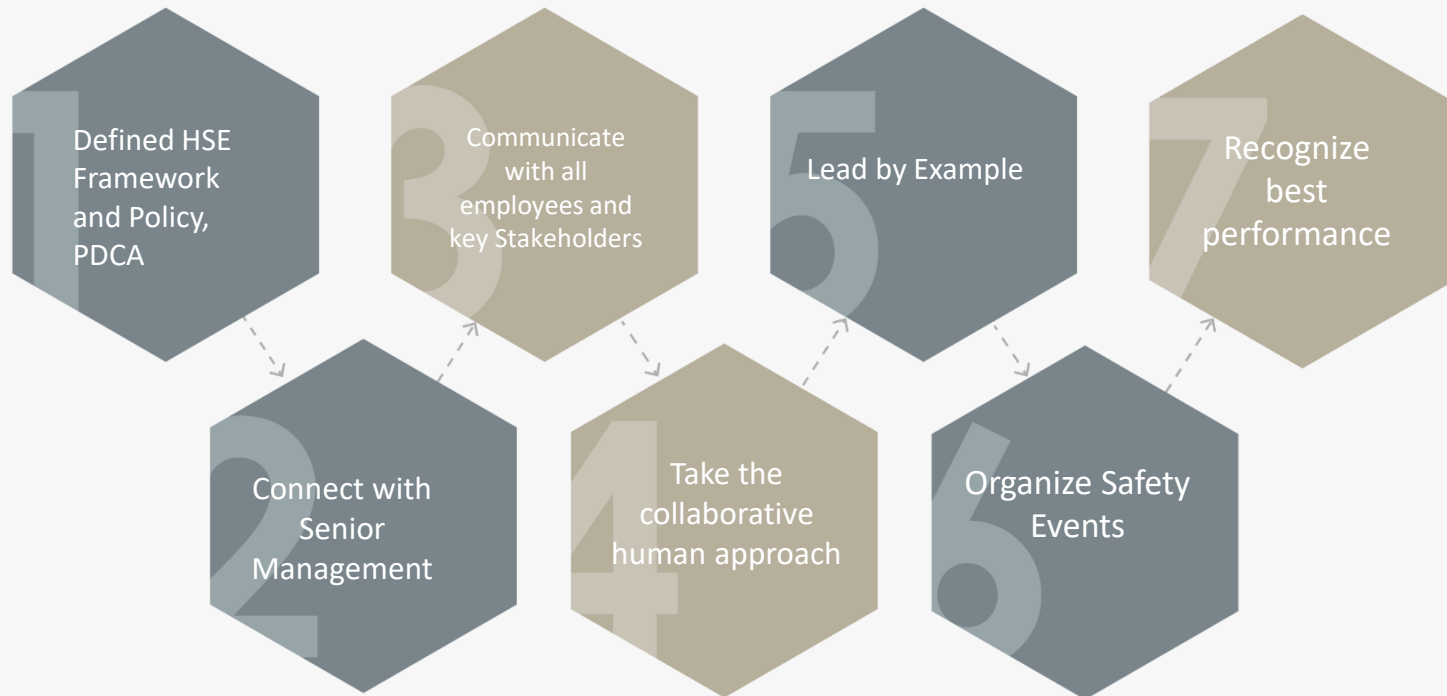 1
Defined HSE
Framework
and Policy,
PDCA
2
Connect with
Senior
Management
3
Communicate
with all
employees and
key Stakeholders
4
Take the
collaborative
human approach
5
Lead by Example
6
Organize Safety
Events
7
Recognize
best
performance